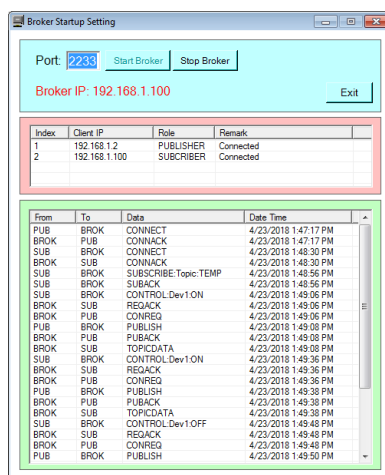 Broker Startup Setting
Port: 2233 Start Broker Stop Broker
Broker IP: 192.168.1.100 Exit
Index Client IP Role Remark
1 192.168.1.2 PUBLISHER Connected
2 192.168.1.100 SUBCRIBER Connected
From To Data Date Time
PUB BROK CONNECT 4/23/2018 1:47:17 PM
BROK PUB CONNACK 4/23/2018 1:47:17 PM
SUB BROK CONNECT 4/23/2018 1:48:30 PM
BROK SUB CONNACK 4/23/2018 1:48:30 PM
SUB BROK SUBSCRIBE:Topic:TEMP 4/23/2018 1:48:56 PM
BROK SUB SUBACK 4/23/2018 1:48:56 PM
SUB BROK CONTROL:Dev1:ON 4/23/2018 1:49:06 PM
BROK SUB REQACK 4/23/2018 1:49:06 PM
BROK PUB CONREQ 4/23/2018 1:49:06 PM
PUB BROK PUBLISH 4/23/2018 1:49:08 PM
BROK PUB PUBACK 4/23/2018 1:49:08 PM
BROK SUB TOPICDATA 4/23/2018 1:49:08 PM
SUB BROK CONTROL:Dev1:ON 4/23/2018 1:49:36 PM
BROK SUB REQACK 4/23/2018 1:49:36 PM
BROK PUB CONREQ 4/23/2018 1:49:36 PM
PUB BROK PUBLISH 4/23/2018 1:49:38 PM
BROK PUB PUBACK 4/23/2018 1:49:38 PM
BROK SUB TOPICDATA 4/23/2018 1:49:38 PM
SUB BROK CONTROL:Dev1:OFF 4/23/2018 1:49:48 PM
BROK SUB REQACK 4/23/2018 1:49:48 PM
BROK PUB CONREQ 4/23/2018 1:49:48 PM
PUB BROK PUBLISH 4/23/2018 1:49:50 PM